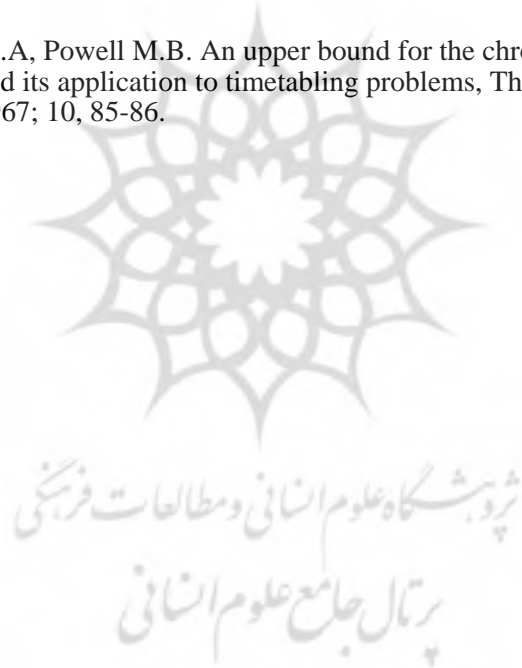 .A, Powell M.B. An upper bound for the chro
d its application to timetabling problems, Th
67; 10, 85-86.
پژوهشگاه علوم انسانی و مطالعات فرهنگی
پرتال جامع علوم انسانی